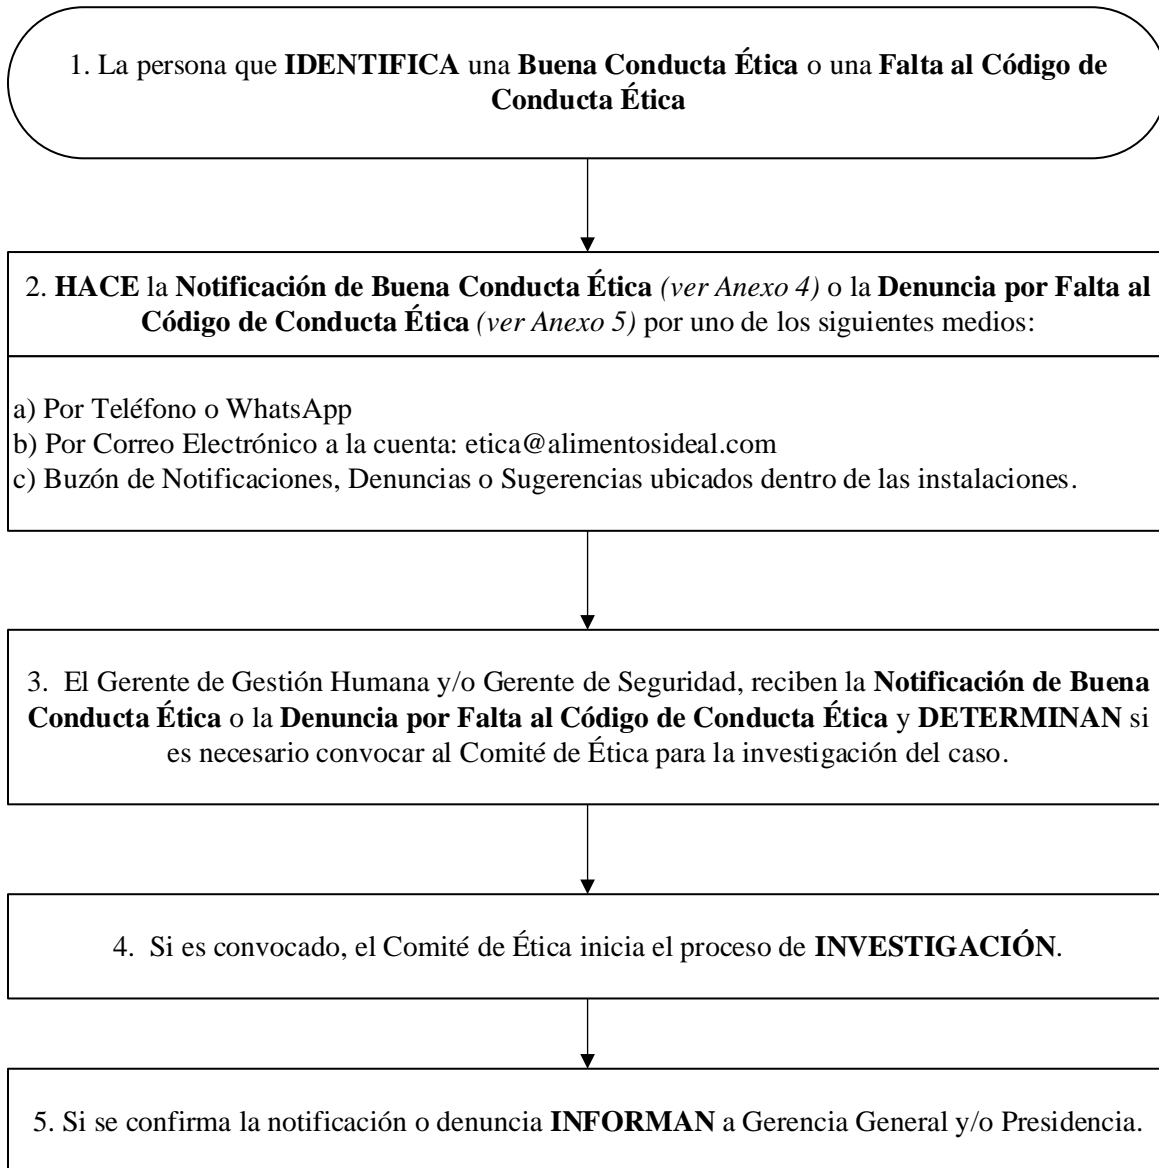 1. La persona que IDENTIFICA una Buena Conducta Ética o una Falta al Código de
Conducta Ética
2. HACE la Notificación de Buena Conducta Ética (ver Anexo 4) o la Denuncia por Falta al
Código de Conducta Ética (ver Anexo 5) por uno de los siguientes medios:
a) Por Teléfono o WhatsApp
b) Por Correo Electrónico a la cuenta: etica@alimentosideal.com
c) Buzón de Notificaciones, Denuncias o Sugerencias ubicados dentro de las instalaciones.
3. El Gerente de Gestión Humana y/o Gerente de Seguridad, reciben la Notificación de Buena
Conducta Ética o la Denuncia por Falta al Código de Conducta Ética y DETERMINAN si
es necesario convocar al Comité de Ética para la investigación del caso.
4. Si es convocado, el Comité de Ética inicia el proceso de INVESTIGACIÓN.
5. Si se confirma la notificación o denuncia INFORMAN a Gerencia General y/o Presidencia.